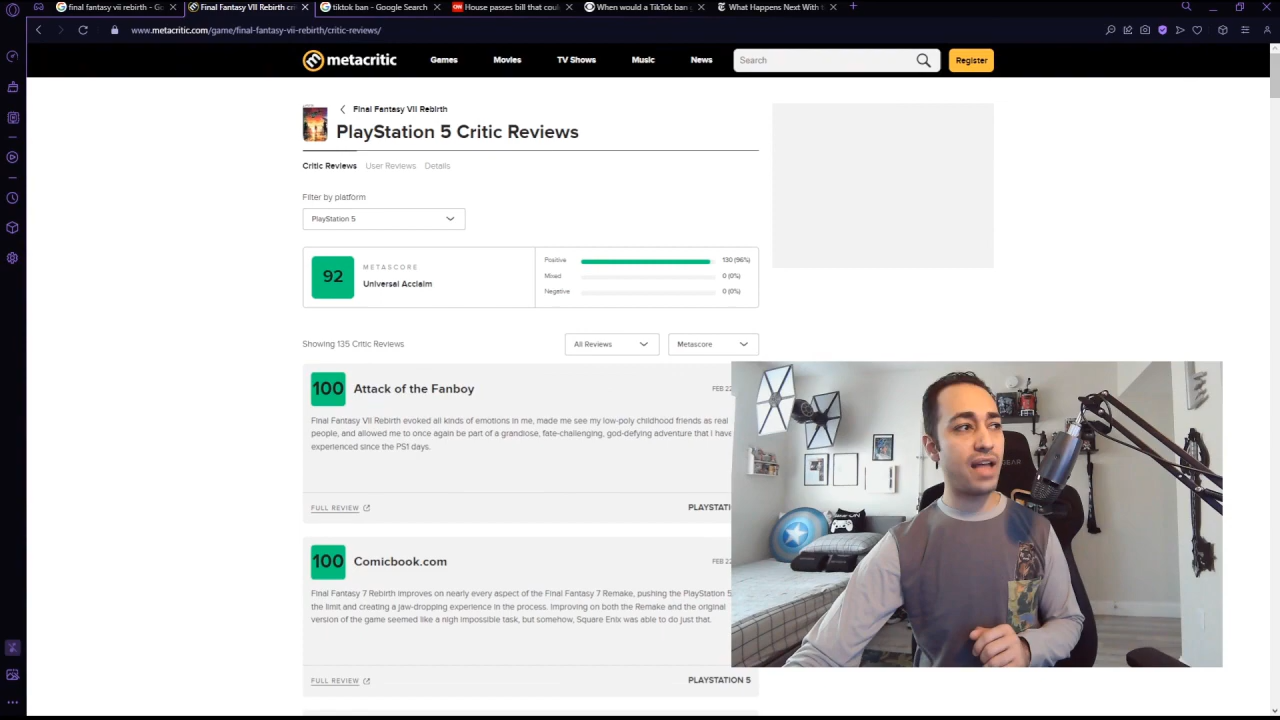 final fantasy vii rebirth - G
Final Fantasy VII Rebirth cri
tiktok ban - Google Search
House passes bill that coul
When would a TikTok ban
What Happens Next With
www.metacritic.com/game/final-fantasy-vii-rebirth/critic-reviews/
metacritic
Games
Movies
TV Shows
Music
News
Search
Register
Final Fantasy VII Rebirth
PlayStation 5 Critic Reviews
Critic Reviews
User Reviews
Details
Filter by platform
PlayStation 5
92
METASCORE
Universal Acclaim
Positive
130 (96%)
Mixed
0 (0%)
Negative
0 (0%)
Showing 135 Critic Reviews
All Reviews
Metascore
100
Attack of the Fanboy
FEB 22
Final Fantasy VII Rebirth evoked all kinds of emotions in me, made me see my low-poly childhood friends as real
people, and allowed me to once again be part of a grandiose, fate-challenging, god-defying adventure that I have
experienced since the PS1 days.
FULL REVIEW
PLAYSTATI
100
Comicbook.com
FEB 22
Final Fantasy 7 Rebirth improves on nearly every aspect of the Final Fantasy 7 Remake, pushing the PlayStation 5
the limit and creating a jaw-dropping experience in the process. Improving on both the Remake and the original
version of the game seemed like a nigh impossible task, but somehow, Square Enix was able to do just that.
FULL REVIEW
PLAYSTATION 5